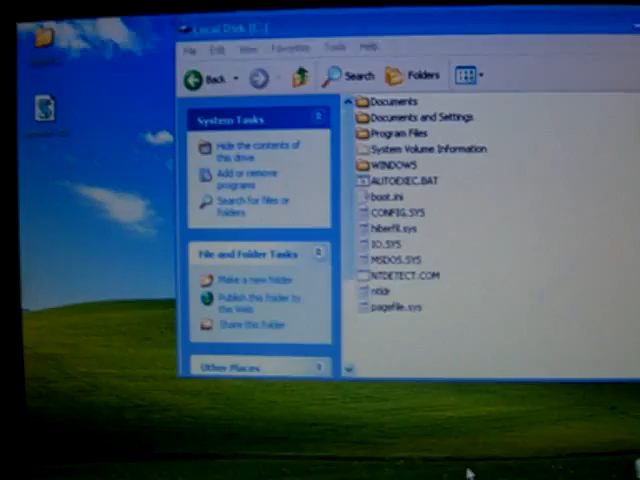 Local Disk (C:)
File Edit View Favorites Tools Help
Back Search Folders
System Tasks
Hide the contents of
this drive
Add or remove
programs
Search for files or
folders
File and Folder Tasks
Make a new folder
Publish this folder to
the Web
Share this folder
Other Places
Documents
Documents and Settings
Program Files
System Volume Information
WINDOWS
AUTOEXEC.BAT
boot.ini
CONFIG.SYS
hiberfil.sys
IO.SYS
MSDOS.SYS
NTDETECT.COM
ntldr
pagefile.sys